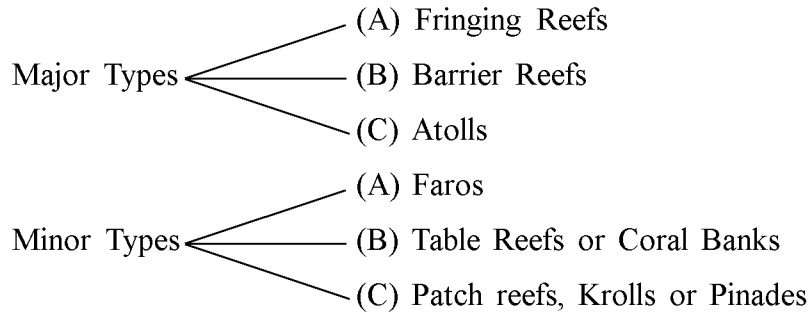 (A) Fringing Reefs
Major Types (B) Barrier Reefs
(C) Atolls
(A) Faros
Minor Types (B) Table Reefs or Coral Banks
(C) Patch reefs, Krolls or Pinades